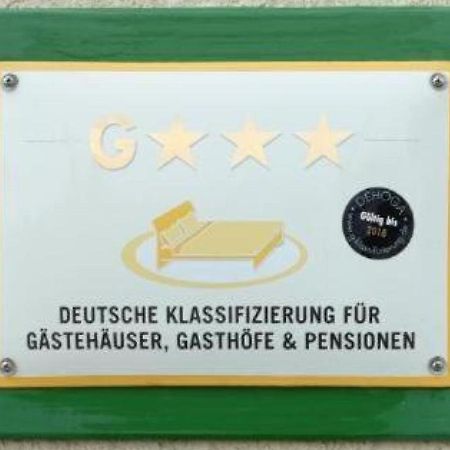 G
DEHOGA
Gültig bis
2018
DEUTSCHE KLASSIFIZIERUNG FÜR
GÄSTEHÄUSER, GASTHÖFE & PENSIONEN